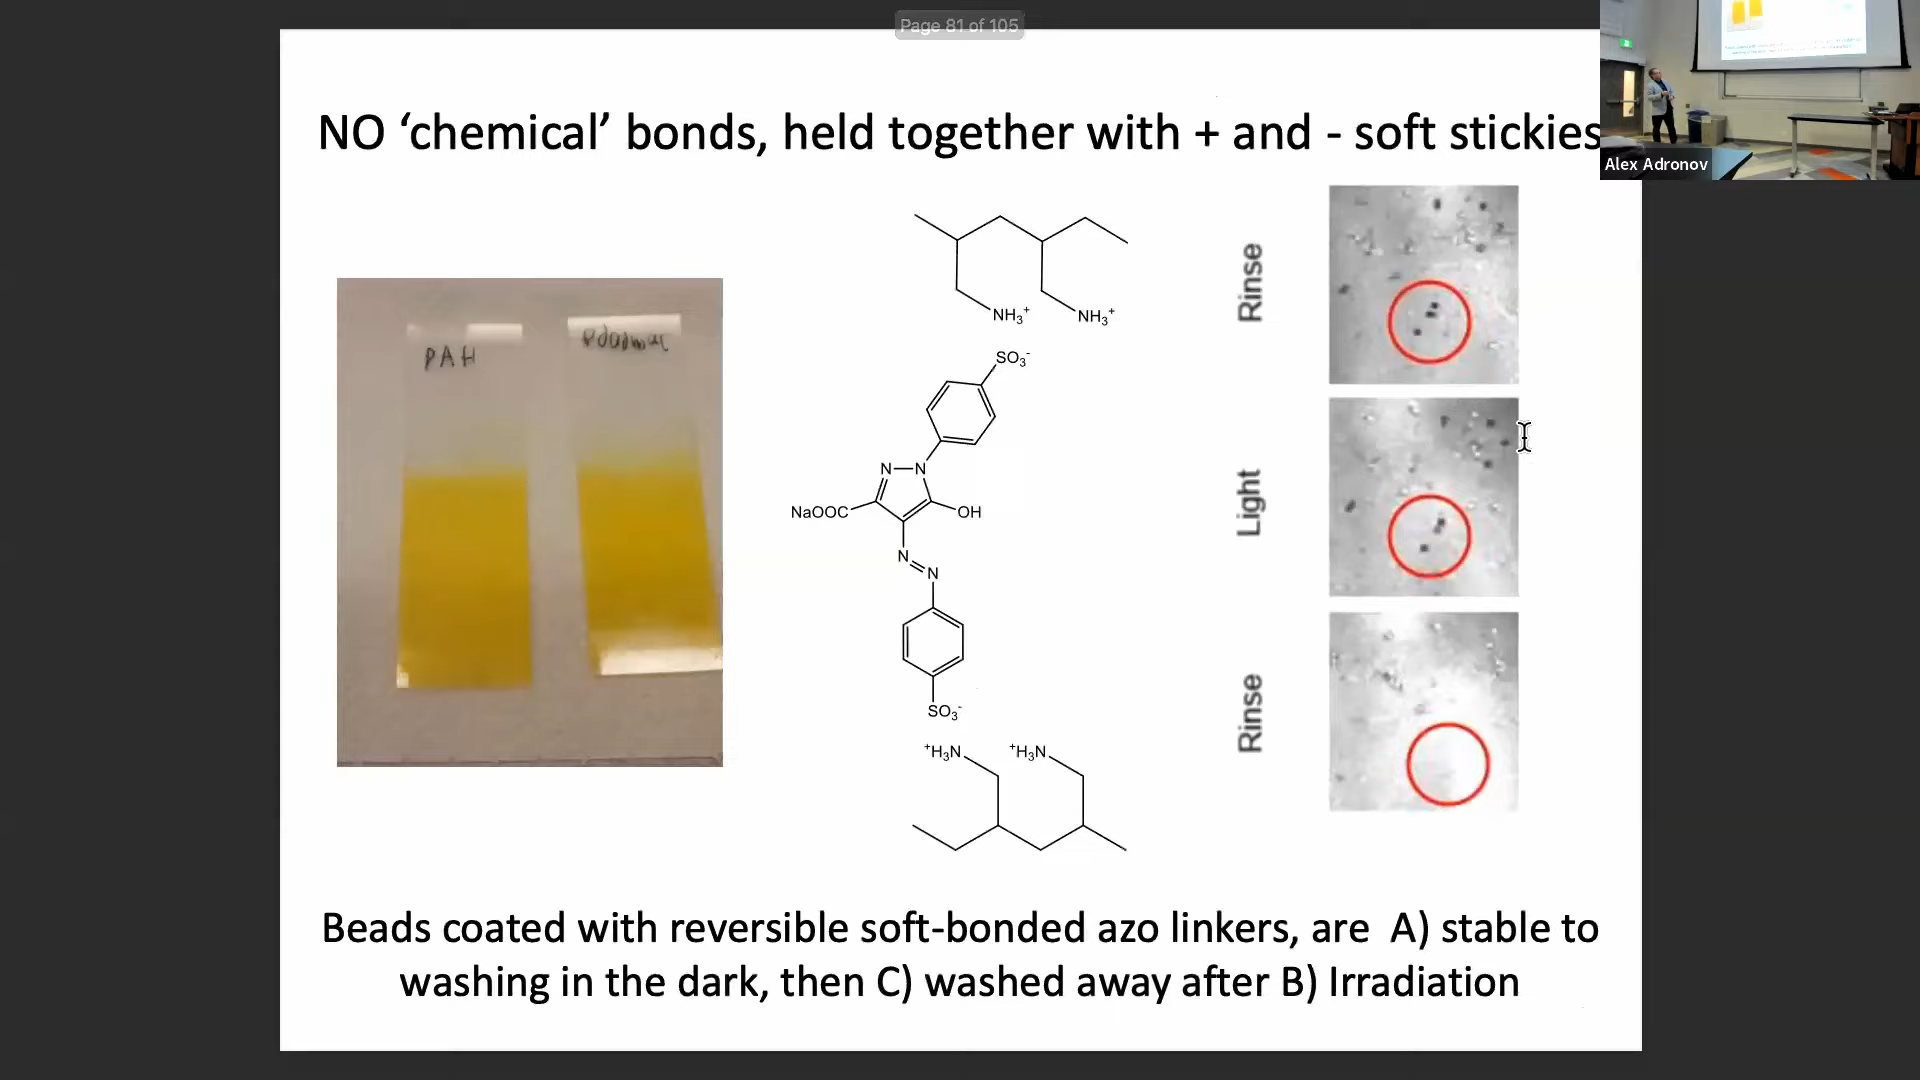 Page 81 of 105
NO ‘chemical’ bonds, held together with + and - soft stickies
Alex Adronov
PAH
Pdadmac
NH₃⁺ NH₃⁺
SO₃⁻
N N
NaOOC OH
N
N
SO₃⁻
⁺H₃N ⁺H₃N
Rinse
Light
Rinse
Beads coated with reversible soft-bonded azo linkers, are A) stable to
washing in the dark, then C) washed away after B) Irradiation